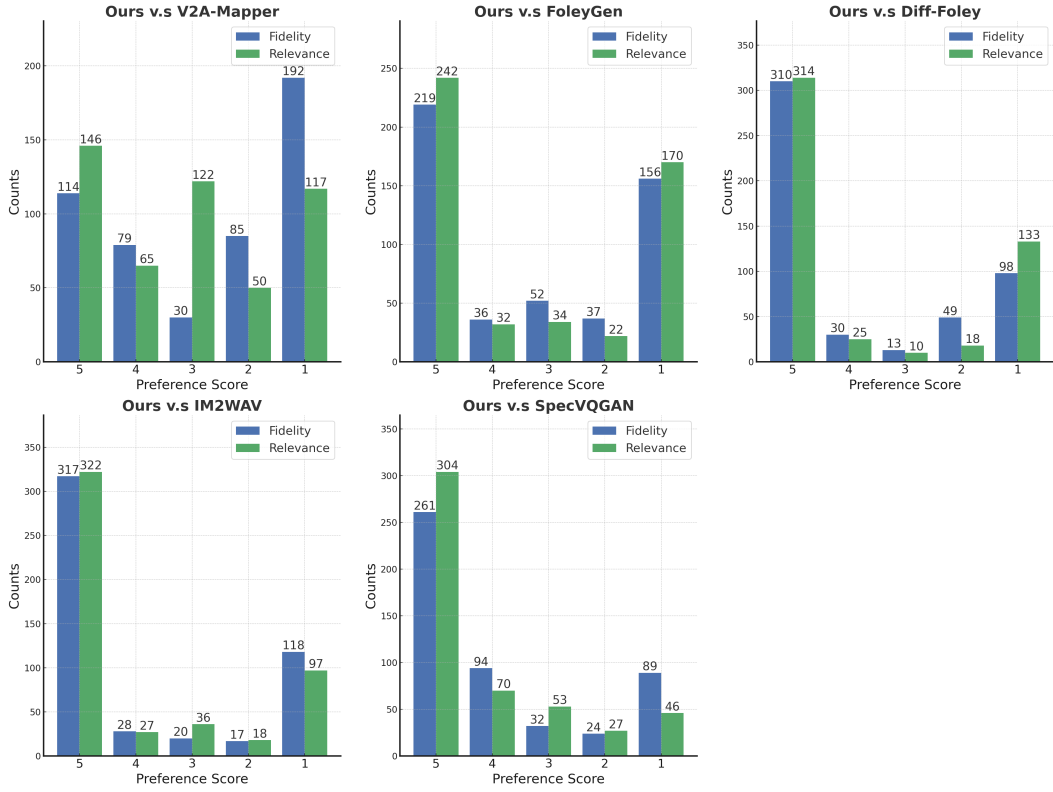 Ours v.s V2A-Mapper
Fidelity
Relevance
Counts
200
150
100
50
0
114
146
79
65
30
122
85
50
192
117
5 4 3 2 1
Preference Score
Ours v.s FoleyGen
Fidelity
Relevance
Counts
250
200
150
100
50
0
219
242
36
32
52
34
37
22
156
170
5 4 3 2 1
Preference Score
Ours v.s Diff-Foley
Fidelity
Relevance
Counts
350
300
250
200
150
100
50
0
310
314
30
25
13
10
49
18
98
133
5 4 3 2 1
Preference Score
Ours v.s IM2WAV
Fidelity
Relevance
Counts
350
300
250
200
150
100
50
0
317
322
28
27
20
36
17
18
118
97
5 4 3 2 1
Preference Score
Ours v.s SpecVQGAN
Fidelity
Relevance
Counts
350
300
250
200
150
100
50
0
261
304
94
70
32
53
24
27
89
46
5 4 3 2 1
Preference Score